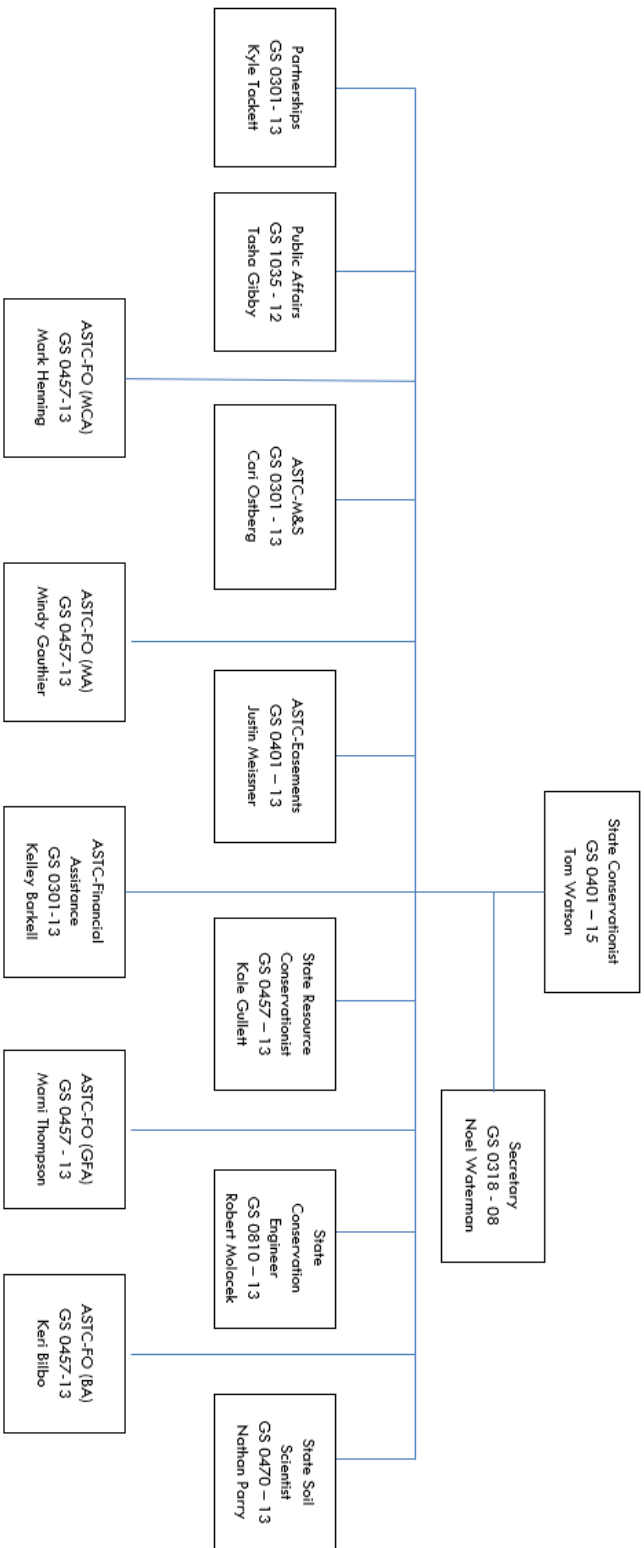 State Conservationist
GS 0401 – 15
Tom Watson
Secretary
GS 0318 - 08
Noel Waterman
Partnerships
GS 0301- 13
Kyle Tackett
Public Affairs
GS 1035 - 12
Tasha Gibby
ASTC-M&S
GS 0301 - 13
Cari Ostberg
ASTC-Easements
GS 0401 – 13
Justin Meissner
State Resource
Conservationist
GS 0457 – 13
Kale Gullett
State
Conservation
Engineer
GS 0810 – 13
Robert Molacek
State Soil
Scientist
GS 0470 – 13
Nathan Parry
ASTC-FO (MCA)
GS 0457-13
Mark Henning
ASTC-FO (MA)
GS 0457-13
Mindy Gauthier
ASTC-Financial
Assistance
GS 0301-13
Kelley Barkell
ASTC-FO (GFA)
GS 0457 - 13
Marni Thompson
ASTC-FO (BA)
GS 0457-13
Keri Bilbo